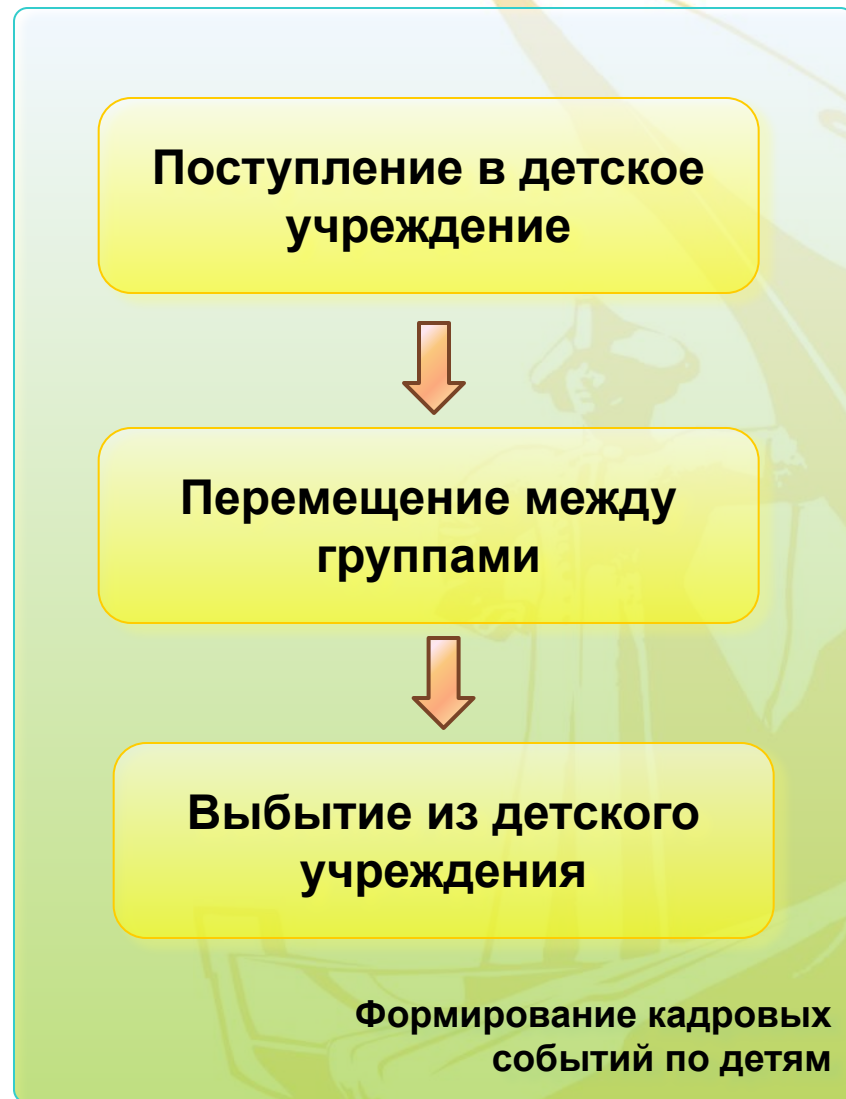 Поступление в детское
учреждение
Перемещение между
группами
Выбытие из детского
учреждения
Формирование кадровых
событий по детям